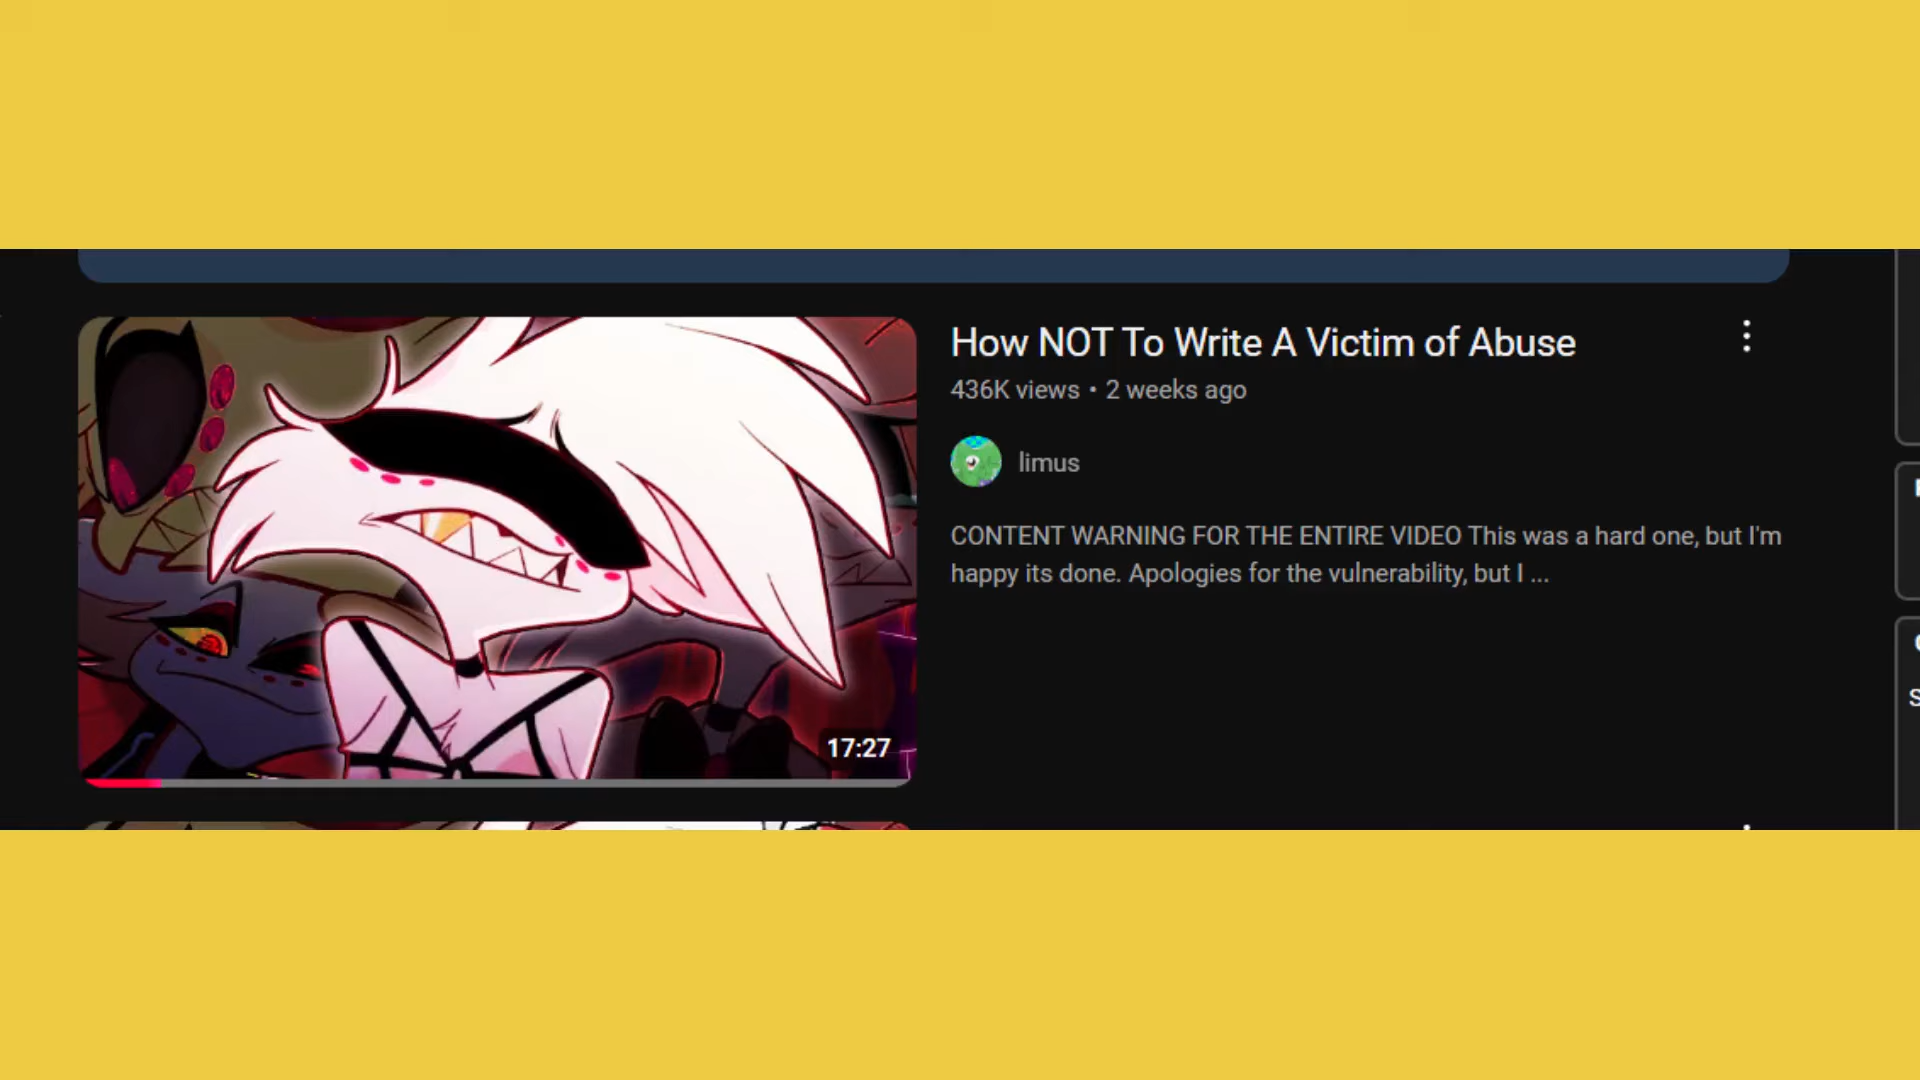 How NOT To Write A Victim of Abuse
436K views • 2 weeks ago
limus
CONTENT WARNING FOR THE ENTIRE VIDEO This was a hard one, but I'm
happy its done. Apologies for the vulnerability, but I ...
17:27